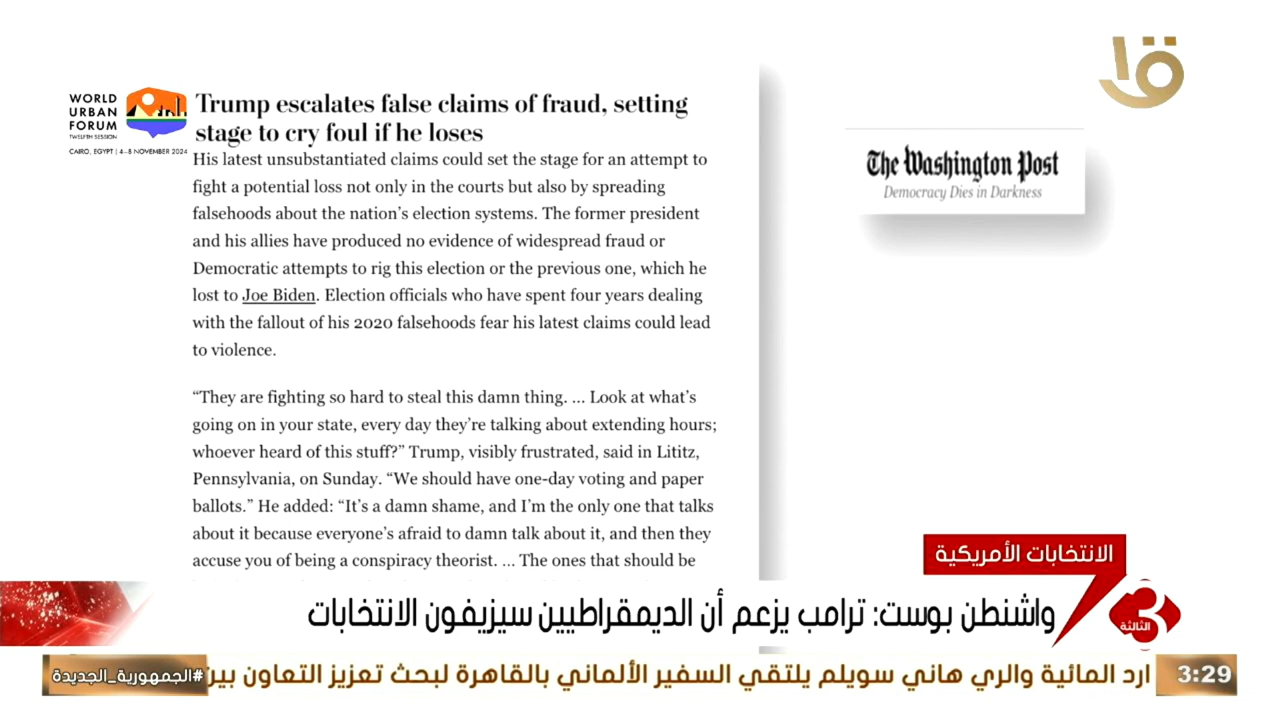 WORLD
URBAN
FORUM
TWELFTH SESSION
CAIRO, EGYPT | 4-8 NOVEMBER 2024
Trump escalates false claims of fraud, setting
stage to cry foul if he loses
His latest unsubstantiated claims could set the stage for an attempt to
fight a potential loss not only in the courts but also by spreading
falsehoods about the nation’s election systems. The former president
and his allies have produced no evidence of widespread fraud or
Democratic attempts to rig this election or the previous one, which he
lost to Joe Biden. Election officials who have spent four years dealing
with the fallout of his 2020 falsehoods fear his latest claims could lead
to violence.
“They are fighting so hard to steal this damn thing. ... Look at what’s
going on in your state, every day they’re talking about extending hours;
whoever heard of this stuff?” Trump, visibly frustrated, said in Lititz,
Pennsylvania, on Sunday. “We should have one-day voting and paper
ballots.” He added: “It’s a damn shame, and I’m the only one that talks
about it because everyone’s afraid to damn talk about it, and then they
accuse you of being a conspiracy theorist. ... The ones that should be
The Washington Post
Democracy Dies in Darkness
الانتخابات الأمريكية
واشنطن بوست: ترامب يزعم أن الديمقراطيين سيزيفون الانتخابات
3
الثالثة
3:29
ارد المائية والري هاني سويلم يلتقي السفير الألماني بالقاهرة لبحث تعزيز التعاون بين
#الجمهورية_الجديدة